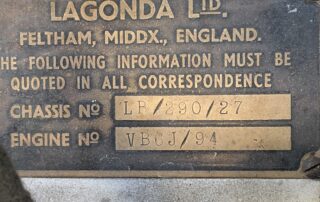 LAGONDA LTD.
FELTHAM, MIDDX., ENGLAND.
HE FOLLOWING INFORMATION MUST BE
QUOTED IN ALL CORRESPONDENCE
CHASSIS No LB/290/27
ENGINE No VB6J/94